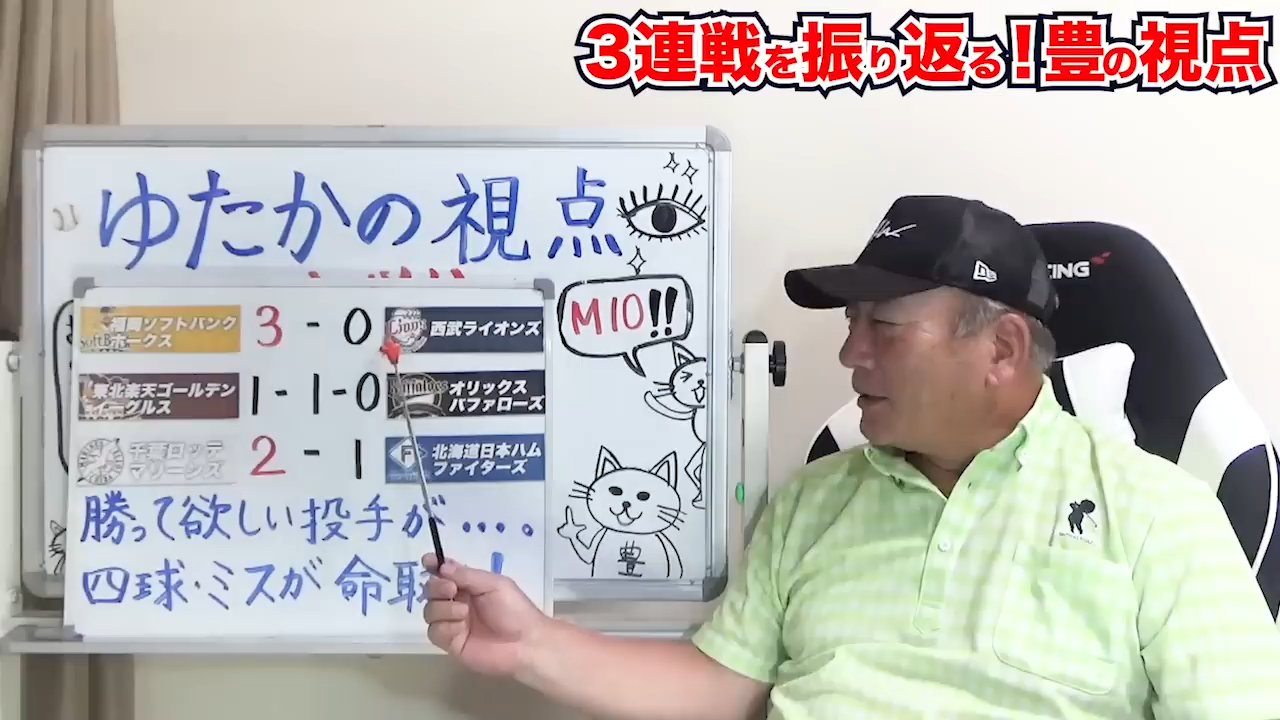 3連戦を振り返る！豊の視点
ゆたかの視点
M10!!
福岡ソフトバンク
ホークス
3 - 0
西武ライオンズ
東北楽天ゴールデン
イーグルス
1-1-0
オリックス
バファローズ
千葉ロッテ
マリーンズ
2 - 1
北海道日本ハム
ファイターズ
勝って欲しい投手が....。
四球・ミスが命取
豊
TING